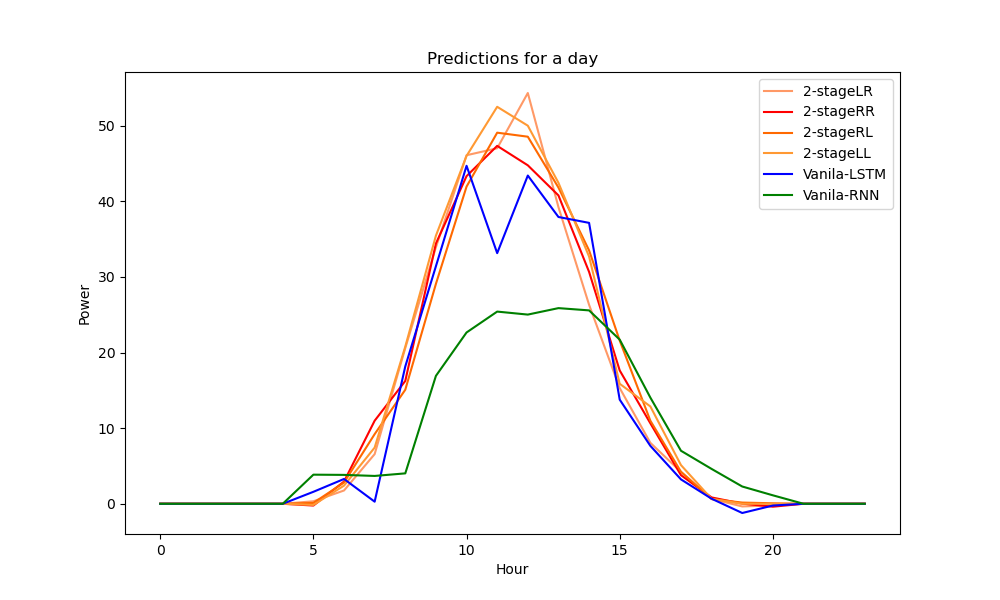 Predictions for a day
2-stageLR
2-stageRR
2-stageRL
2-stageLL
Vanila-LSTM
Vanila-RNN
Power
50
40
30
20
10
0
0 5 10 15 20
Hour